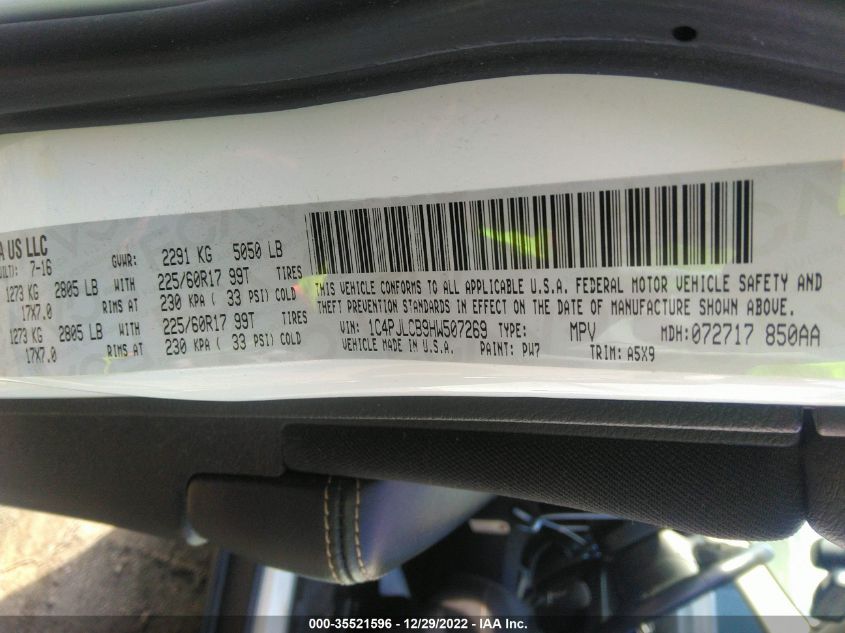 A US LLC
UILT): 7-16 GVWR: 2291 KG 5050 LB
1273 KG 2805 LB WITH 225/60R17 99T TIRES
17X7.0 RIMS AT 230 KPA ( 33 PSI) COLD
1273 KG 2805 LB WITH 225/60R17 99T TIRES
17X7.0 RIMS AT 230 KPA ( 33 PSI) COLD
THIS VEHICLE CONFORMS TO ALL APPLICABLE U.S.A. FEDERAL MOTOR VEHICLE SAFETY AND
THEFT PREVENTION STANDARDS IN EFFECT ON THE DATE OF MANUFACTURE SHOWN ABOVE.
VIN: 1C4PJLCB9HW507269 TYPE: MPV MDH:072717 850AA
VEHICLE MADE IN U.S.A. PAINT: PW7 TRIM: A5X9
000-35521596 - 12/29/2022 - IAA Inc.